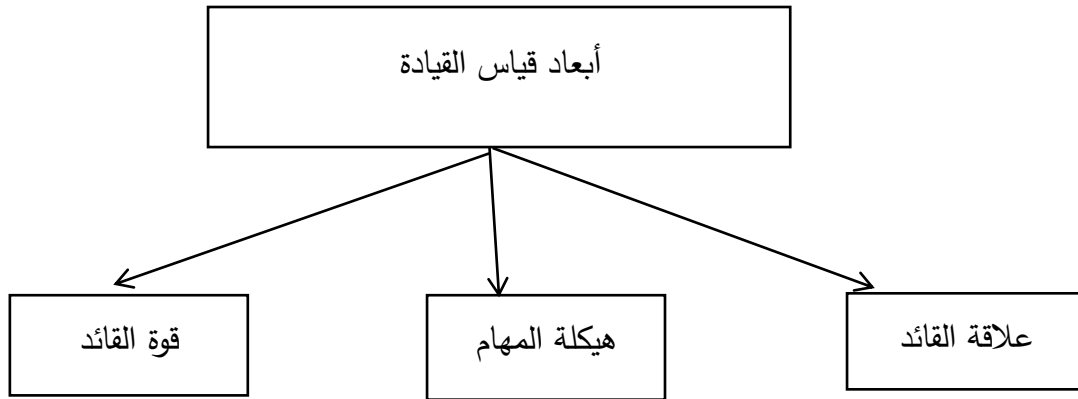 أبعاد قياس القيادة
علاقة القائد
هيكلة المهام
قوة القائد